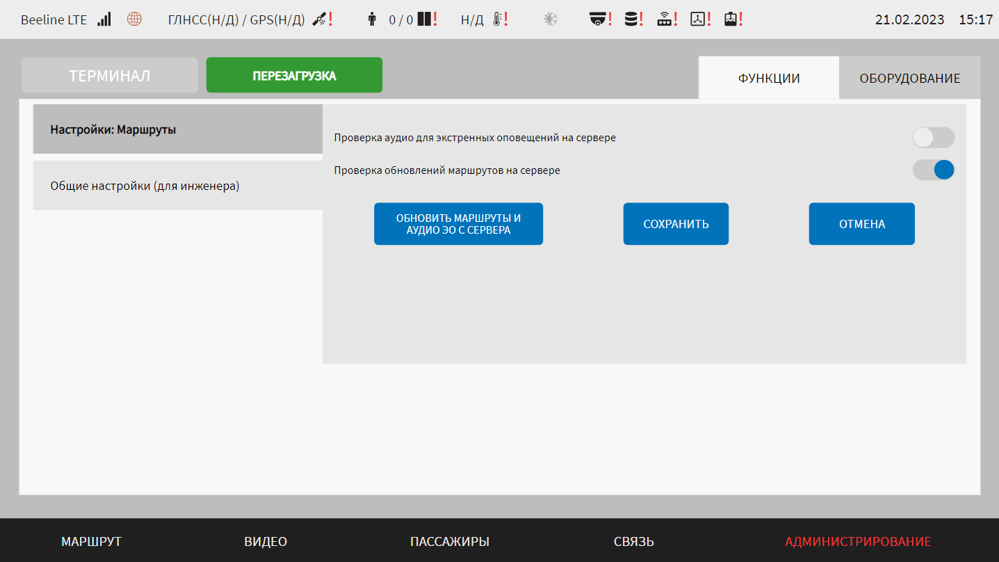 Beeline LTE
ГЛНСС(Н/Д) / GPS(Н/Д)
0 / 0
Н/Д
21.02.2023
15:17
ТЕРМИНАЛ
ПЕРЕЗАГРУЗКА
ФУНКЦИИ
ОБОРУДОВАНИЕ
Настройки: Маршруты
Общие настройки (для инженера)
Проверка аудио для экстренных оповещений на сервере
Проверка обновлений маршрутов на сервере
ОБНОВИТЬ МАРШРУТЫ И
АУДИО ЭО С СЕРВЕРА
СОХРАНИТЬ
ОТМЕНА
МАРШРУТ
ВИДЕО
ПАССАЖИРЫ
СВЯЗЬ
АДМИНИСТРИРОВАНИЕ